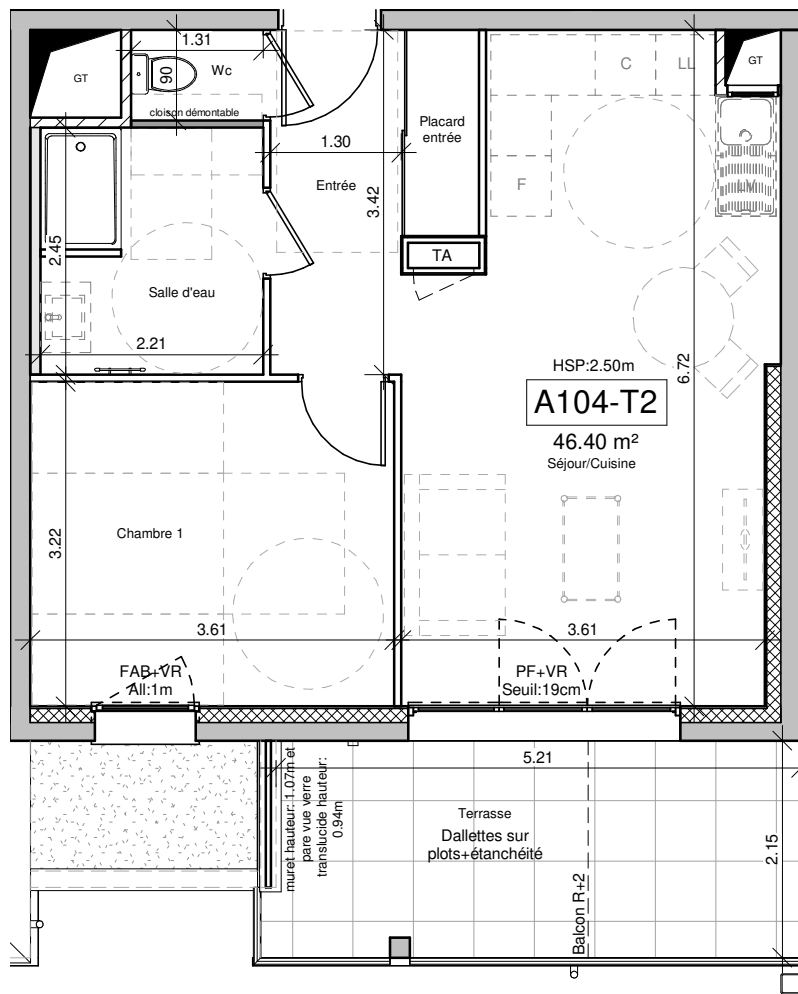 1.31
GT
90
Wc
cloison démontable
1.30
Entrée
3.42
Placard
entrée
TA
C
LL
GT
F
LV
2.45
Salle d'eau
2.21
HSP:2.50m
6.72
A104-T2
46.40 m²
Séjour/Cuisine
Chambre 1
3.22
3.61
3.61
FAB+VR
All:1m
PF+VR
Seuil:19cm
muret hauteur: 1.07m et
pare vue verre
translucide hauteur:
0.94m
5.21
Terrasse
Dallettes sur
plots+étanchéité
Balcon R+2
2.15